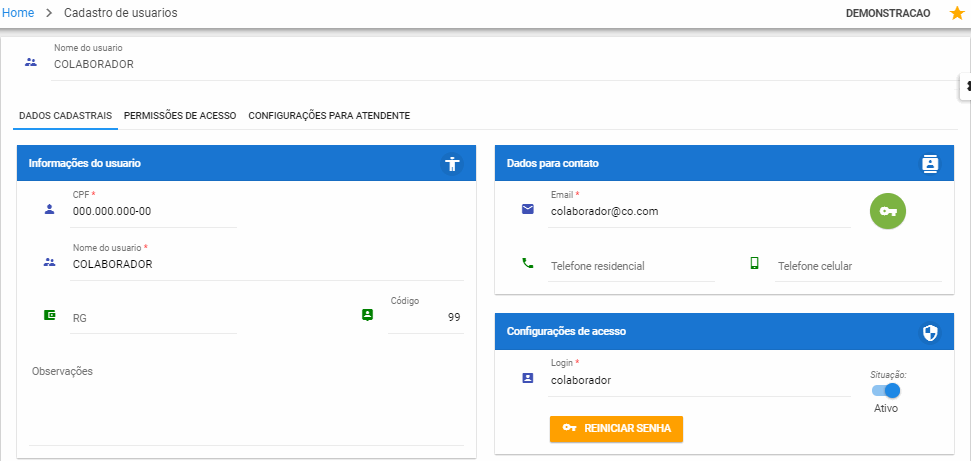 Home > Cadastro de usuarios
DEMONSTRACAO
Nome do usuario
COLABORADOR
DADOS CADASTRAIS PERMISSÕES DE ACESSO CONFIGURAÇÕES PARA ATENDENTE
Informações do usuario
CPF *
000.000.000-00
Nome do usuario *
COLABORADOR
RG
Código
99
Observações
Dados para contato
Email *
colaborador@co.com
Telefone residencial
Telefone celular
Configurações de acesso
Login *
colaborador
Situação:
Ativo
REINICIAR SENHA